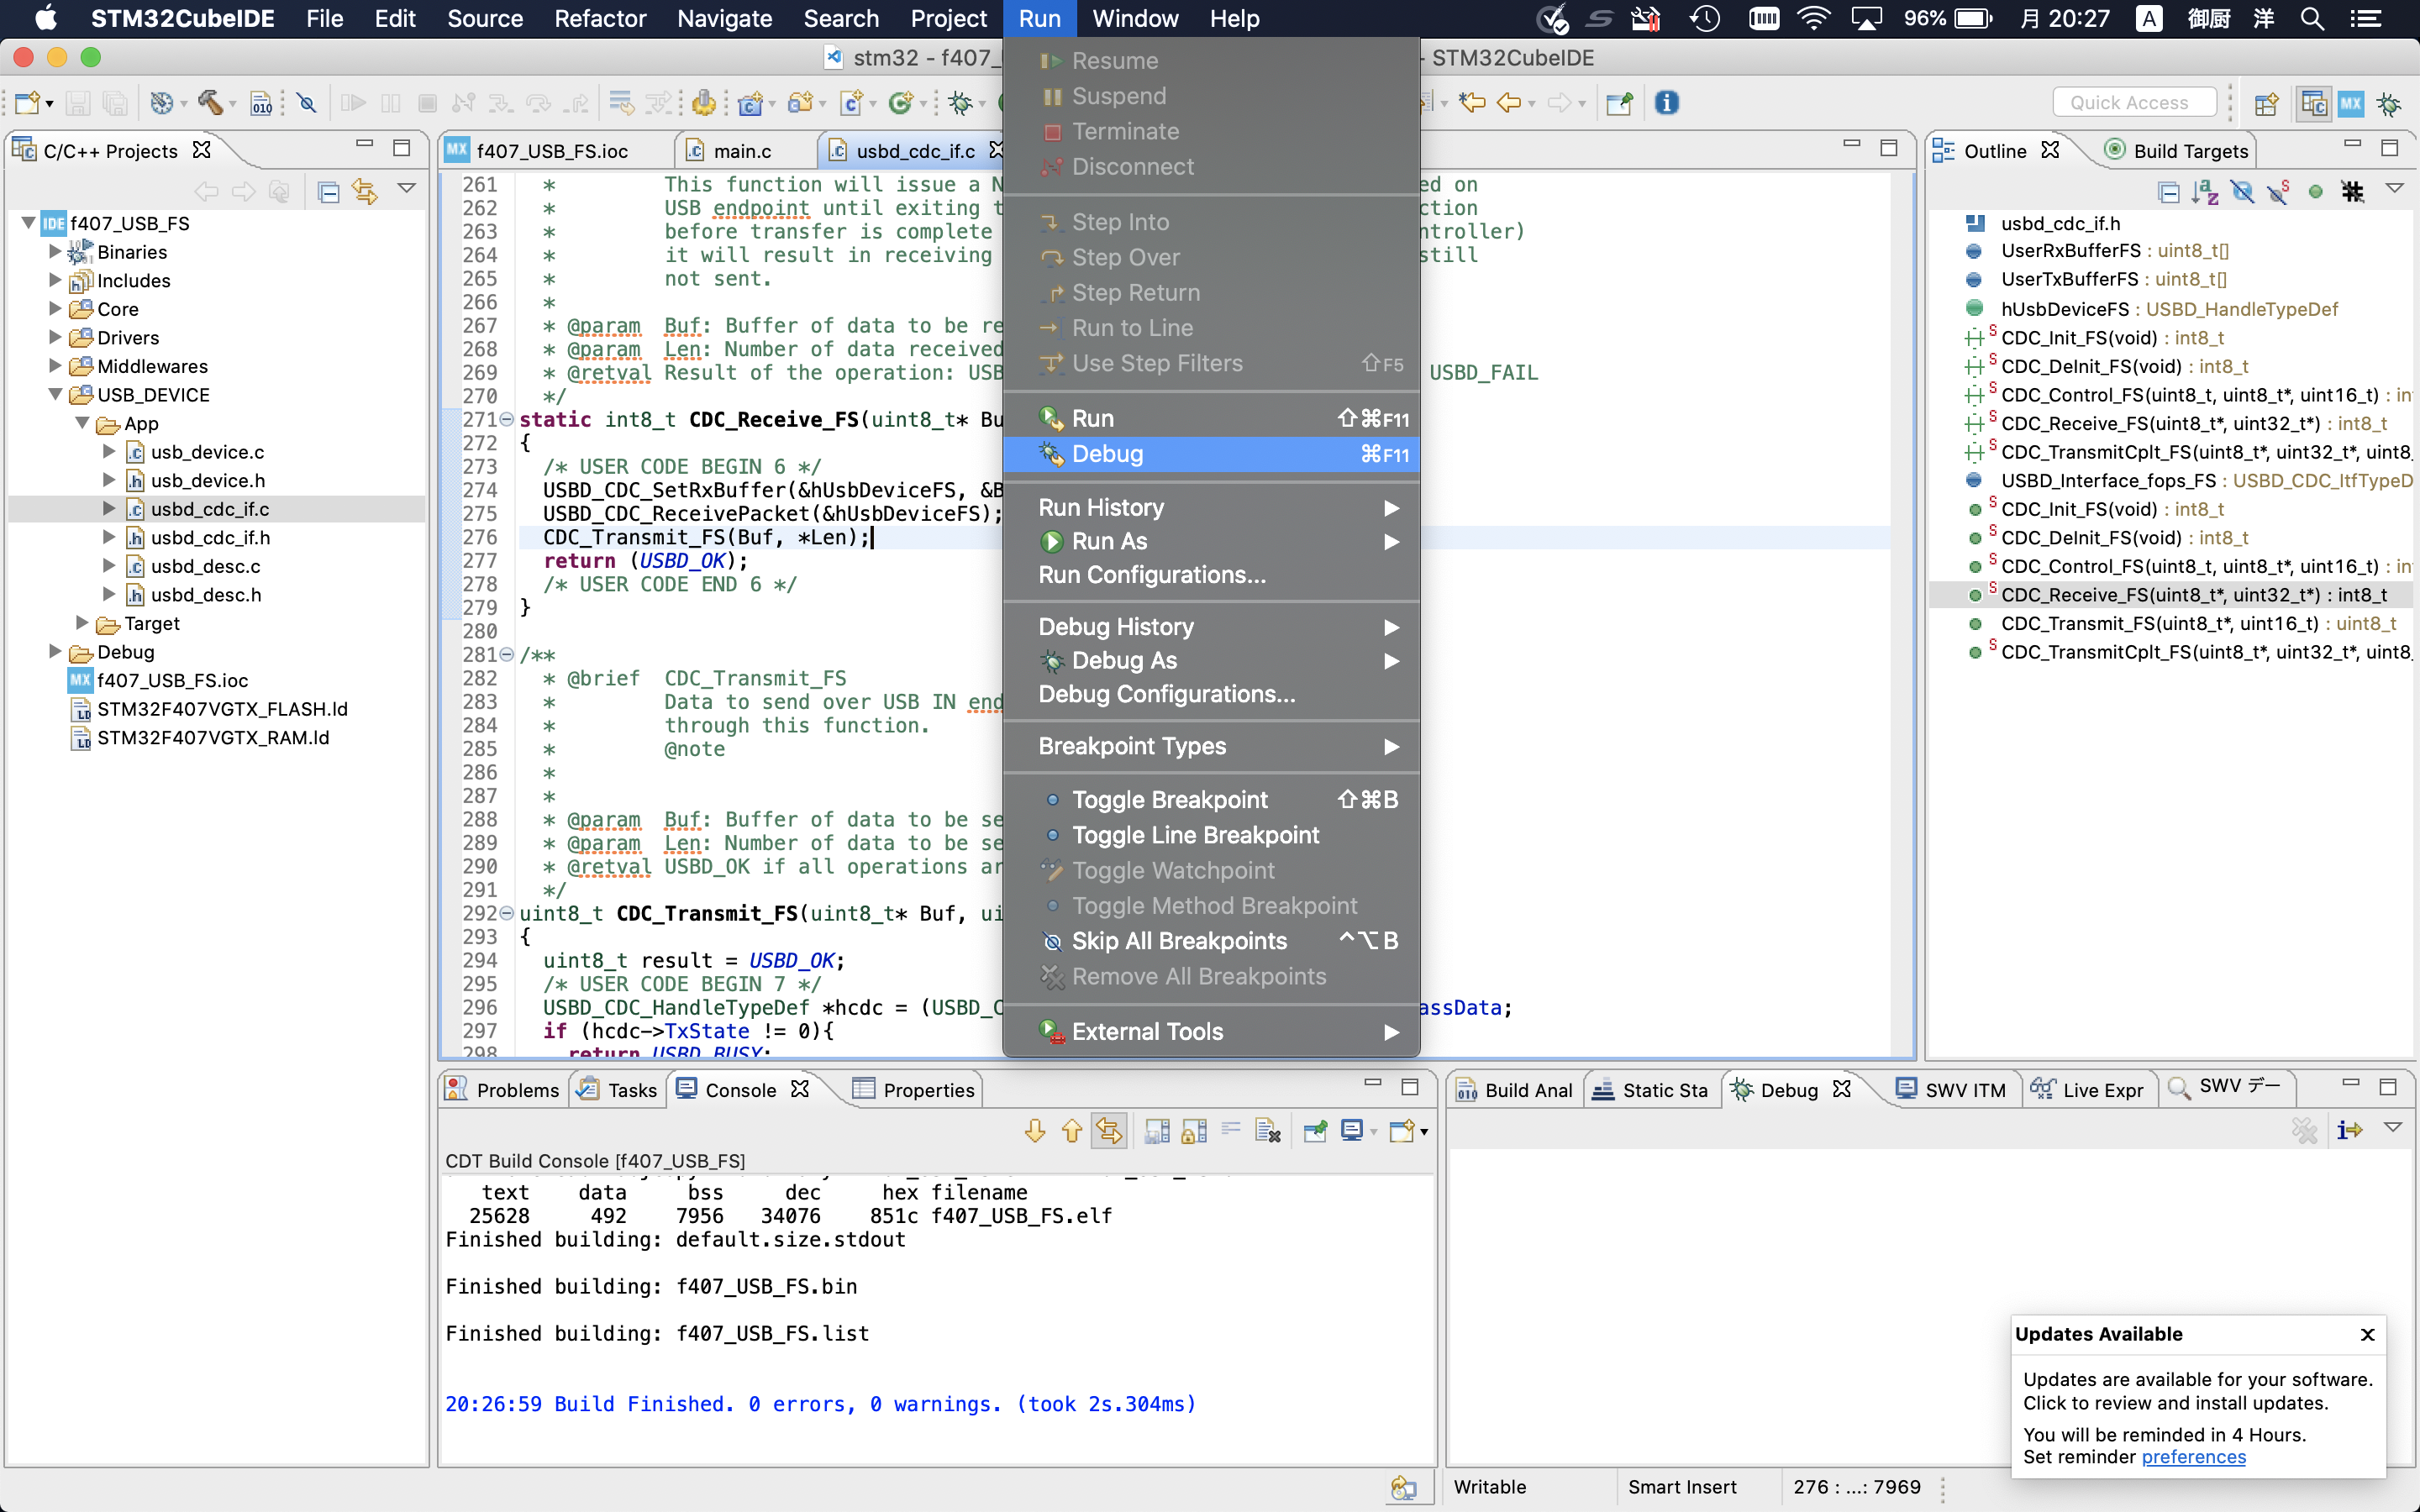 STM32CubeIDE File Edit Source Refactor Navigate Search Project Run Window Help 96% 月 20:27 A 御厨 洋
stm32 - f407_ - STM32CubeIDE
Quick Access
C/C++ Projects
f407_USB_FS
Binaries
Includes
Core
Drivers
Middlewares
USB_DEVICE
App
usb_device.c
usb_device.h
usbd_cdc_if.c
usbd_cdc_if.h
usbd_desc.c
usbd_desc.h
Target
Debug
f407_USB_FS.ioc
STM32F407VGTX_FLASH.ld
STM32F407VGTX_RAM.ld
f407_USB_FS.ioc main.c usbd_cdc_if.c
261 * This function will issue a N ed on
262 * USB endpoint until exiting t ction
263 * before transfer is complete ntroller)
264 * it will result in receiving still
265 * not sent.
266 *
267 * @param Buf: Buffer of data to be re
268 * @param Len: Number of data received
269 * @retval Result of the operation: USB USBD_FAIL
270 */
271 static int8_t CDC_Receive_FS(uint8_t* Bu
272 {
273 /* USER CODE BEGIN 6 */
274 USBD_CDC_SetRxBuffer(&hUsbDeviceFS, &B
275 USBD_CDC_ReceivePacket(&hUsbDeviceFS);
276 CDC_Transmit_FS(Buf, *Len);
277 return (USBD_OK);
278 /* USER CODE END 6 */
279 }
280
281 /**
282 * @brief CDC_Transmit_FS
283 * Data to send over USB IN end
284 * through this function.
285 * @note
286 *
287 *
288 * @param Buf: Buffer of data to be se
289 * @param Len: Number of data to be se
290 * @retval USBD_OK if all operations ar
291 */
292 uint8_t CDC_Transmit_FS(uint8_t* Buf, ui
293 {
294 uint8_t result = USBD_OK;
295 /* USER CODE BEGIN 7 */
296 USBD_CDC_HandleTypeDef *hcdc = (USBD_C assData;
297 if (hcdc->TxState != 0){
298 return USBD_BUSY;
Resume
Suspend
Terminate
Disconnect
Step Into
Step Over
Step Return
Run to Line
Use Step Filters ⇧F5
Run ⇧⌘F11
Debug ⌘F11
Run History
Run As
Run Configurations...
Debug History
Debug As
Debug Configurations...
Breakpoint Types
Toggle Breakpoint ⇧⌘B
Toggle Line Breakpoint
Toggle Watchpoint
Toggle Method Breakpoint
Skip All Breakpoints ^⌥B
Remove All Breakpoints
External Tools
Outline Build Targets
usbd_cdc_if.h
UserRxBufferFS : uint8_t[]
UserTxBufferFS : uint8_t[]
hUsbDeviceFS : USBD_HandleTypeDef
CDC_Init_FS(void) : int8_t
CDC_DeInit_FS(void) : int8_t
CDC_Control_FS(uint8_t, uint8_t*, uint16_t) : in
CDC_Receive_FS(uint8_t*, uint32_t*) : int8_t
CDC_TransmitCplt_FS(uint8_t*, uint32_t*, uint8_
USBD_Interface_fops_FS : USBD_CDC_ItfTypeD
CDC_Init_FS(void) : int8_t
CDC_DeInit_FS(void) : int8_t
CDC_Control_FS(uint8_t, uint8_t*, uint16_t) : in
CDC_Receive_FS(uint8_t*, uint32_t*) : int8_t
CDC_Transmit_FS(uint8_t*, uint16_t) : uint8_t
CDC_TransmitCplt_FS(uint8_t*, uint32_t*, uint8_
Problems Tasks Console Properties
CDT Build Console [f407_USB_FS]
text data bss dec hex filename
25628 492 7956 34076 851c f407_USB_FS.elf
Finished building: default.size.stdout
Finished building: f407_USB_FS.bin
Finished building: f407_USB_FS.list
20:26:59 Build Finished. 0 errors, 0 warnings. (took 2s.304ms)
Build Anal Static Sta Debug SWV ITM Live Expr SWV デー
Updates Available x
Updates are available for your software.
Click to review and install updates.
You will be reminded in 4 Hours.
Set reminder preferences
Writable Smart Insert 276 : ...: 7969